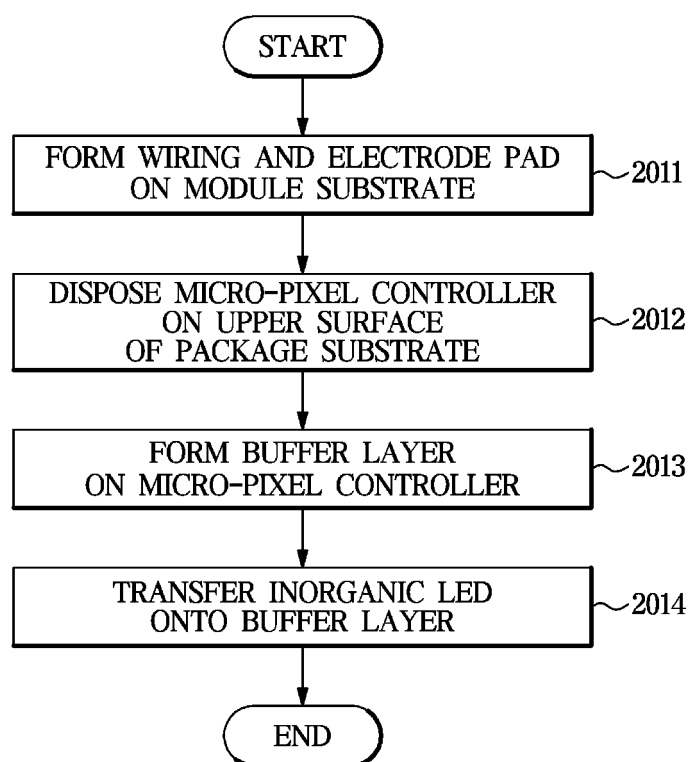 START
FORM WIRING AND ELECTRODE PAD
ON MODULE SUBSTRATE
2011
DISPOSE MICRO-PIXEL CONTROLLER
ON UPPER SURFACE
OF PACKAGE SUBSTRATE
2012
FORM BUFFER LAYER
ON MICRO-PIXEL CONTROLLER
2013
TRANSFER INORGANIC LED
ONTO BUFFER LAYER
2014
END